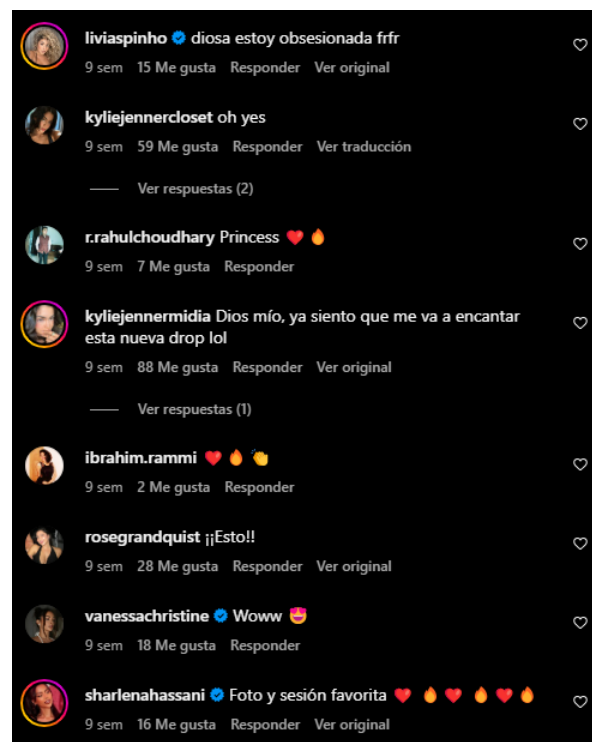 liviaspinho diosa estoy obsesionada frfr
9 sem 15 Me gusta Responder Ver original
kyliejennercloset oh yes
9 sem 59 Me gusta Responder Ver traducción
Ver respuestas (2)
r.rahulchoudhary Princess ❤️ 🔥
9 sem 7 Me gusta Responder
kyliejennermidia Dios mío, ya siento que me va a encantar
esta nueva drop lol
9 sem 88 Me gusta Responder Ver original
Ver respuestas (1)
ibrahim.rammi ❤️ 🔥 👏
9 sem 2 Me gusta Responder
rosegrandquist ¡¡Esto!!
9 sem 28 Me gusta Responder Ver original
vanessachristine Woww 😍
9 sem 18 Me gusta Responder
sharlenahassani Foto y sesión favorita ❤️ 🔥 ❤️ 🔥 ❤️ 🔥
9 sem 16 Me gusta Responder Ver original